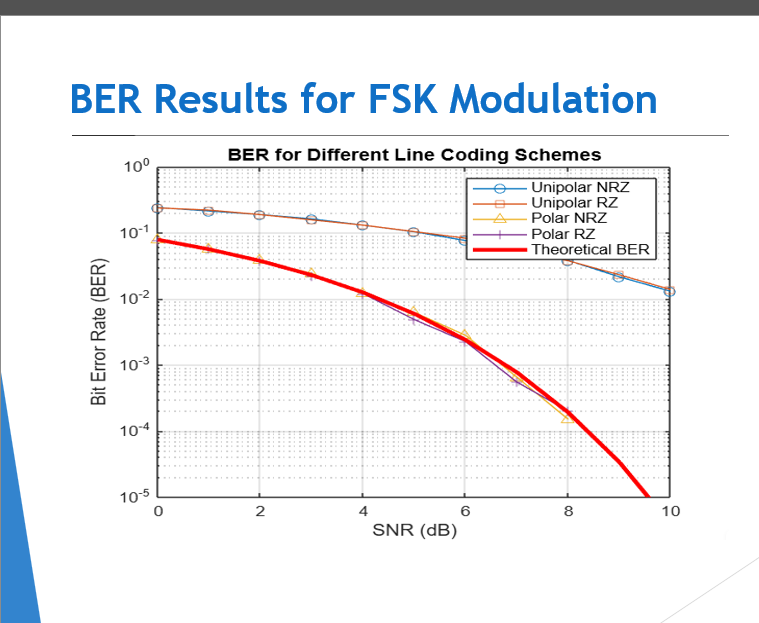 BER Results for FSK Modulation
BER for Different Line Coding Schemes
Unipolar NRZ
Unipolar RZ
Polar NRZ
Polar RZ
Theoretical BER
Bit Error Rate (BER)
10⁰
10⁻¹
10⁻²
10⁻³
10⁻⁴
10⁻⁵
0 2 4 6 8 10
SNR (dB)